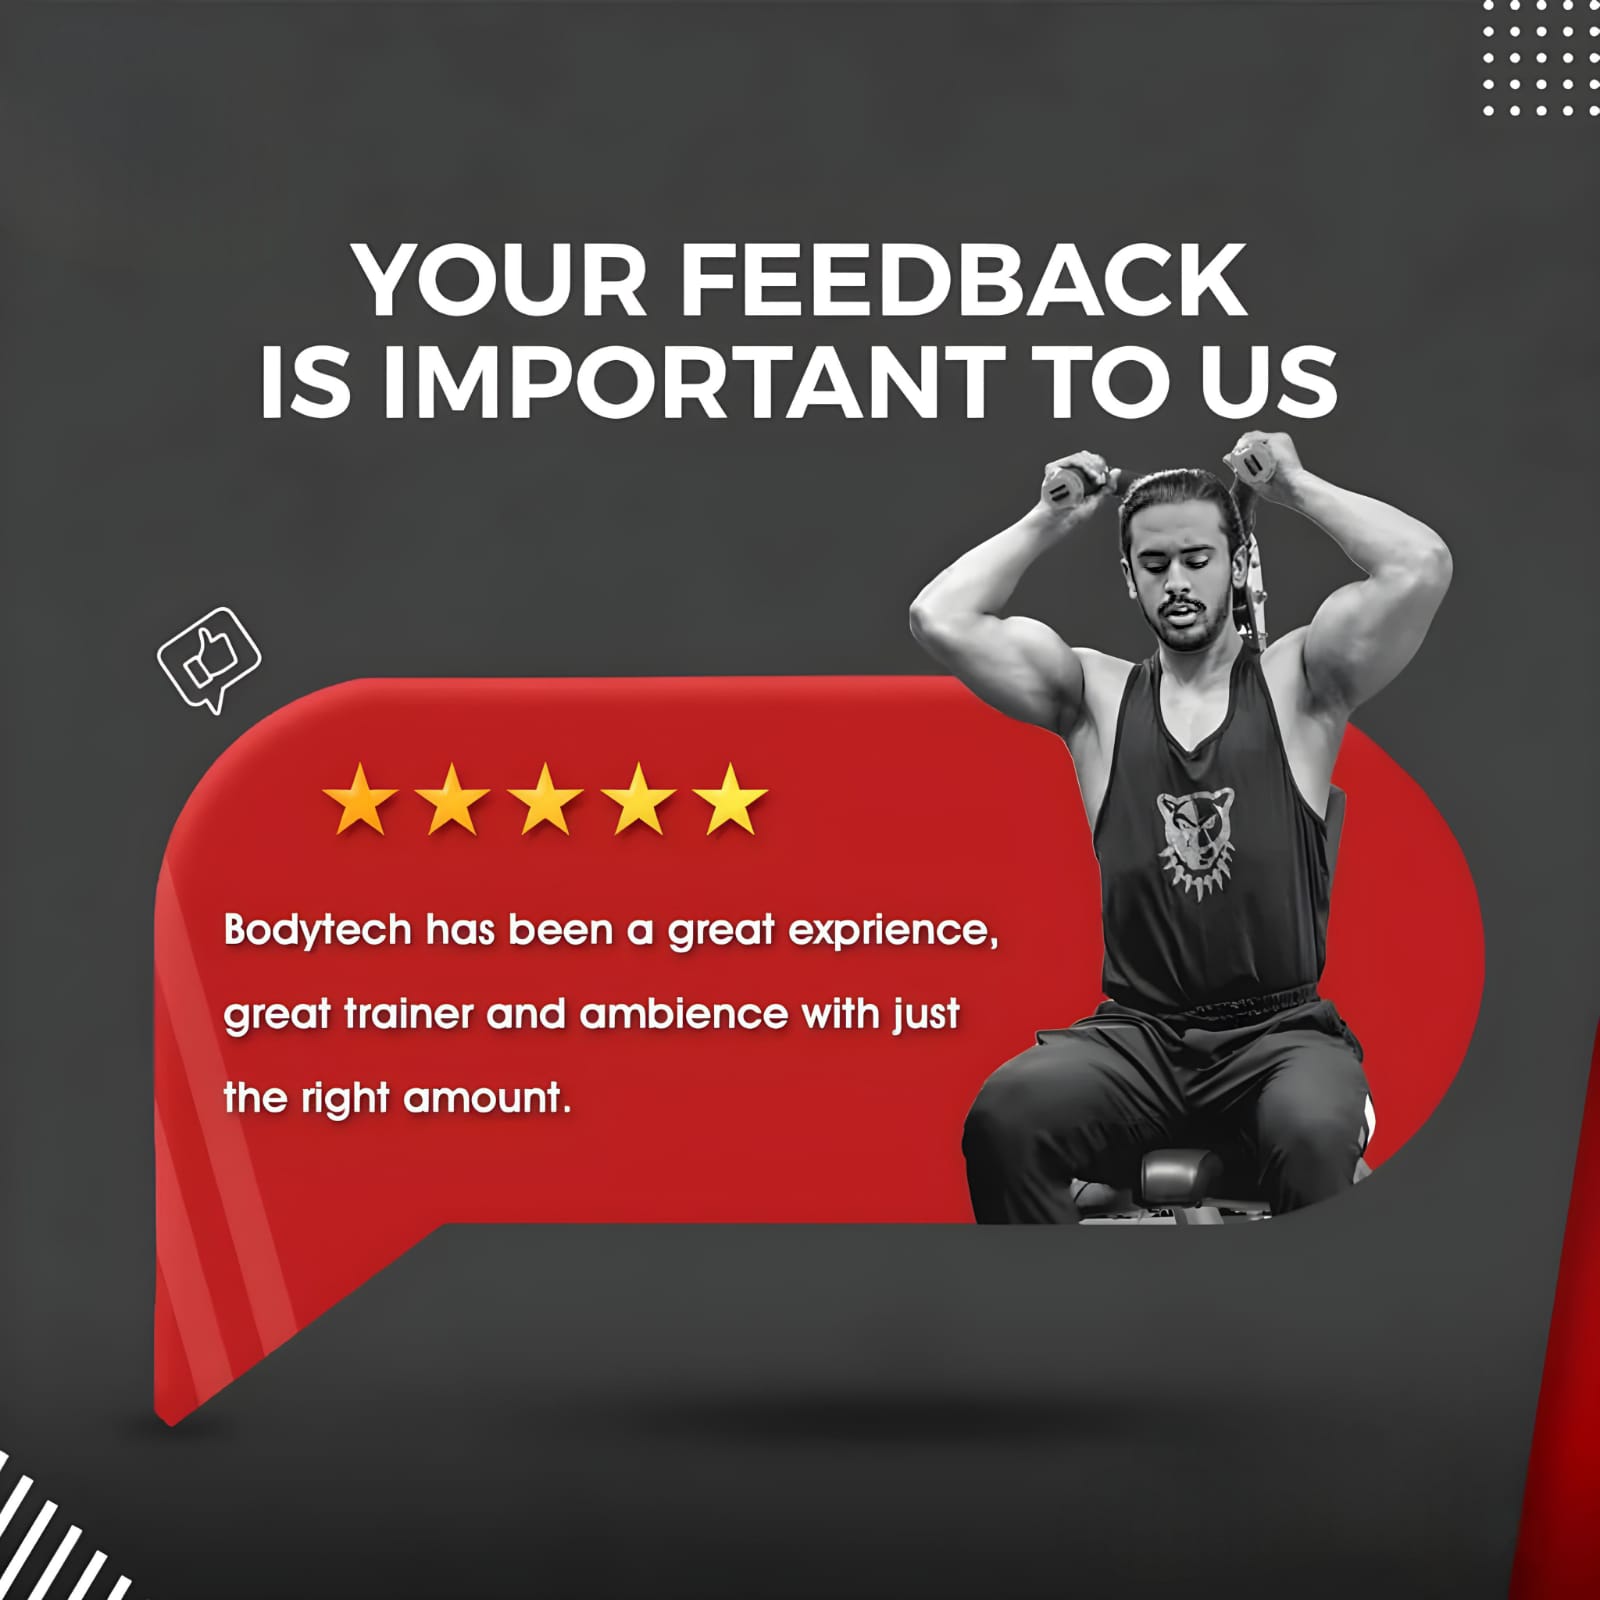 YOUR FEEDBACK
IS IMPORTANT TO US
Bodytech has been a great exprience,
great trainer and ambience with just
the right amount.